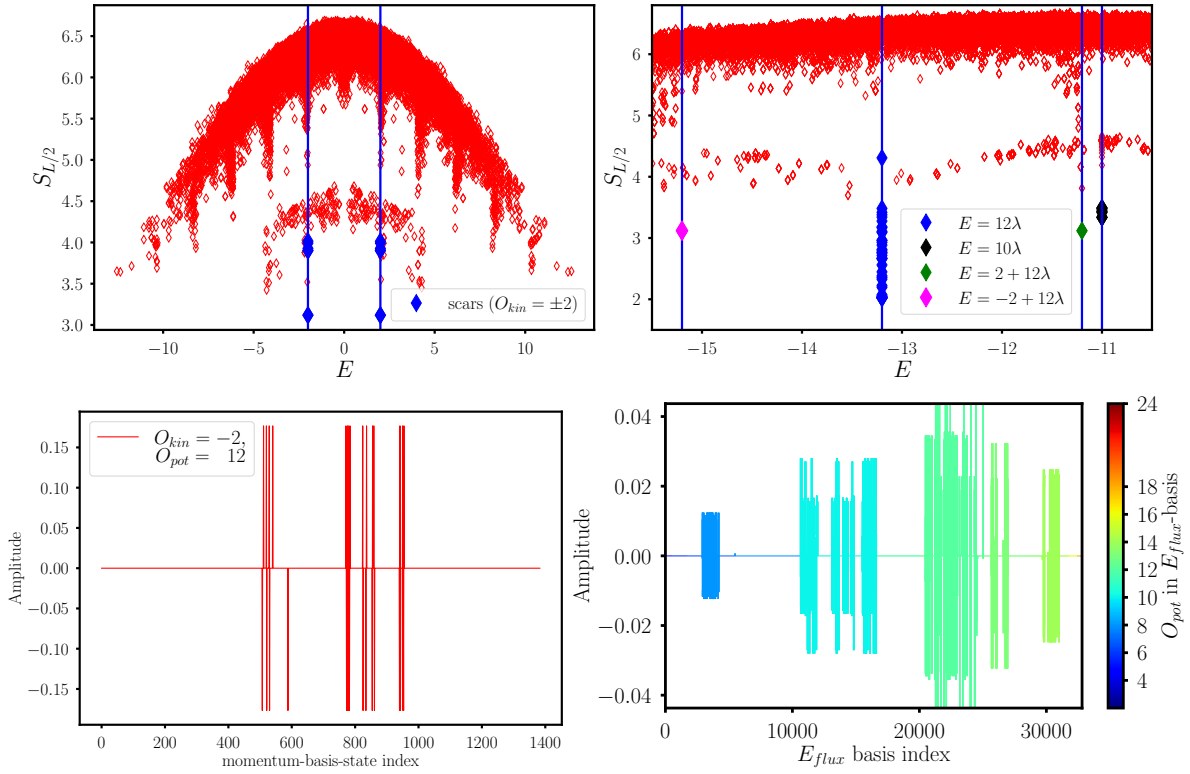 6.5
6.0
5.5
5.0
4.5
4.0
3.5
3.0
S_{L/2}
−10 −5 0 5 10
E
scars (O_{kin} = ±2)
6
5
4
3
2
S_{L/2}
−15 −14 −13 −12 −11
E
E = 12λ
E = 10λ
E = 2 + 12λ
E = −2 + 12λ
0.15
0.10
0.05
0.00
−0.05
−0.10
−0.15
Amplitude
O_{kin} = −2,
O_{pot} = 12
0 200 400 600 800 1000 1200 1400
momentum-basis-state index
0.04
0.02
0.00
−0.02
−0.04
Amplitude
0 10000 20000 30000
E_{flux} basis index
24
18
16
14
12
10
8
6
4
O_{pot} in E_{flux}-basis